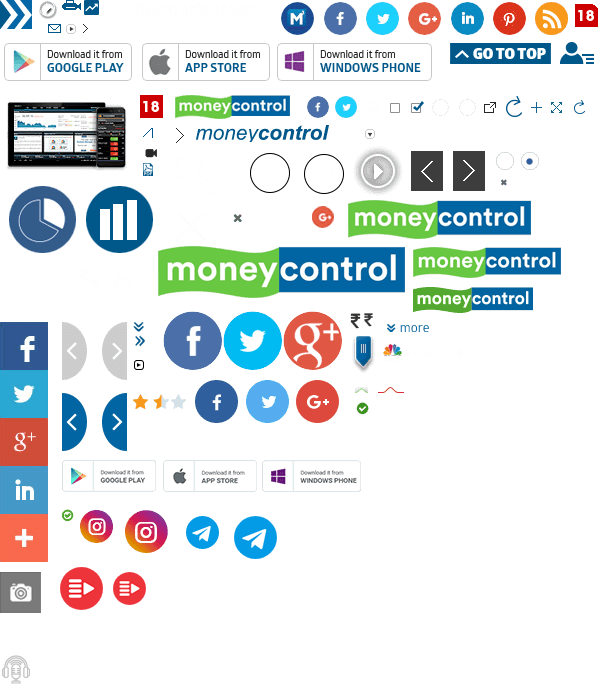 18
Download it from
GOOGLE PLAY
Download it from
APP STORE
Download it from
WINDOWS PHONE
GO TO TOP
18
moneycontrol
moneycontrol
moneycontrol
moneycontrol
moneycontrol
moneycontrol
₹ ₹
more
Download it from
GOOGLE PLAY
Download it from
APP STORE
Download it from
WINDOWS PHONE